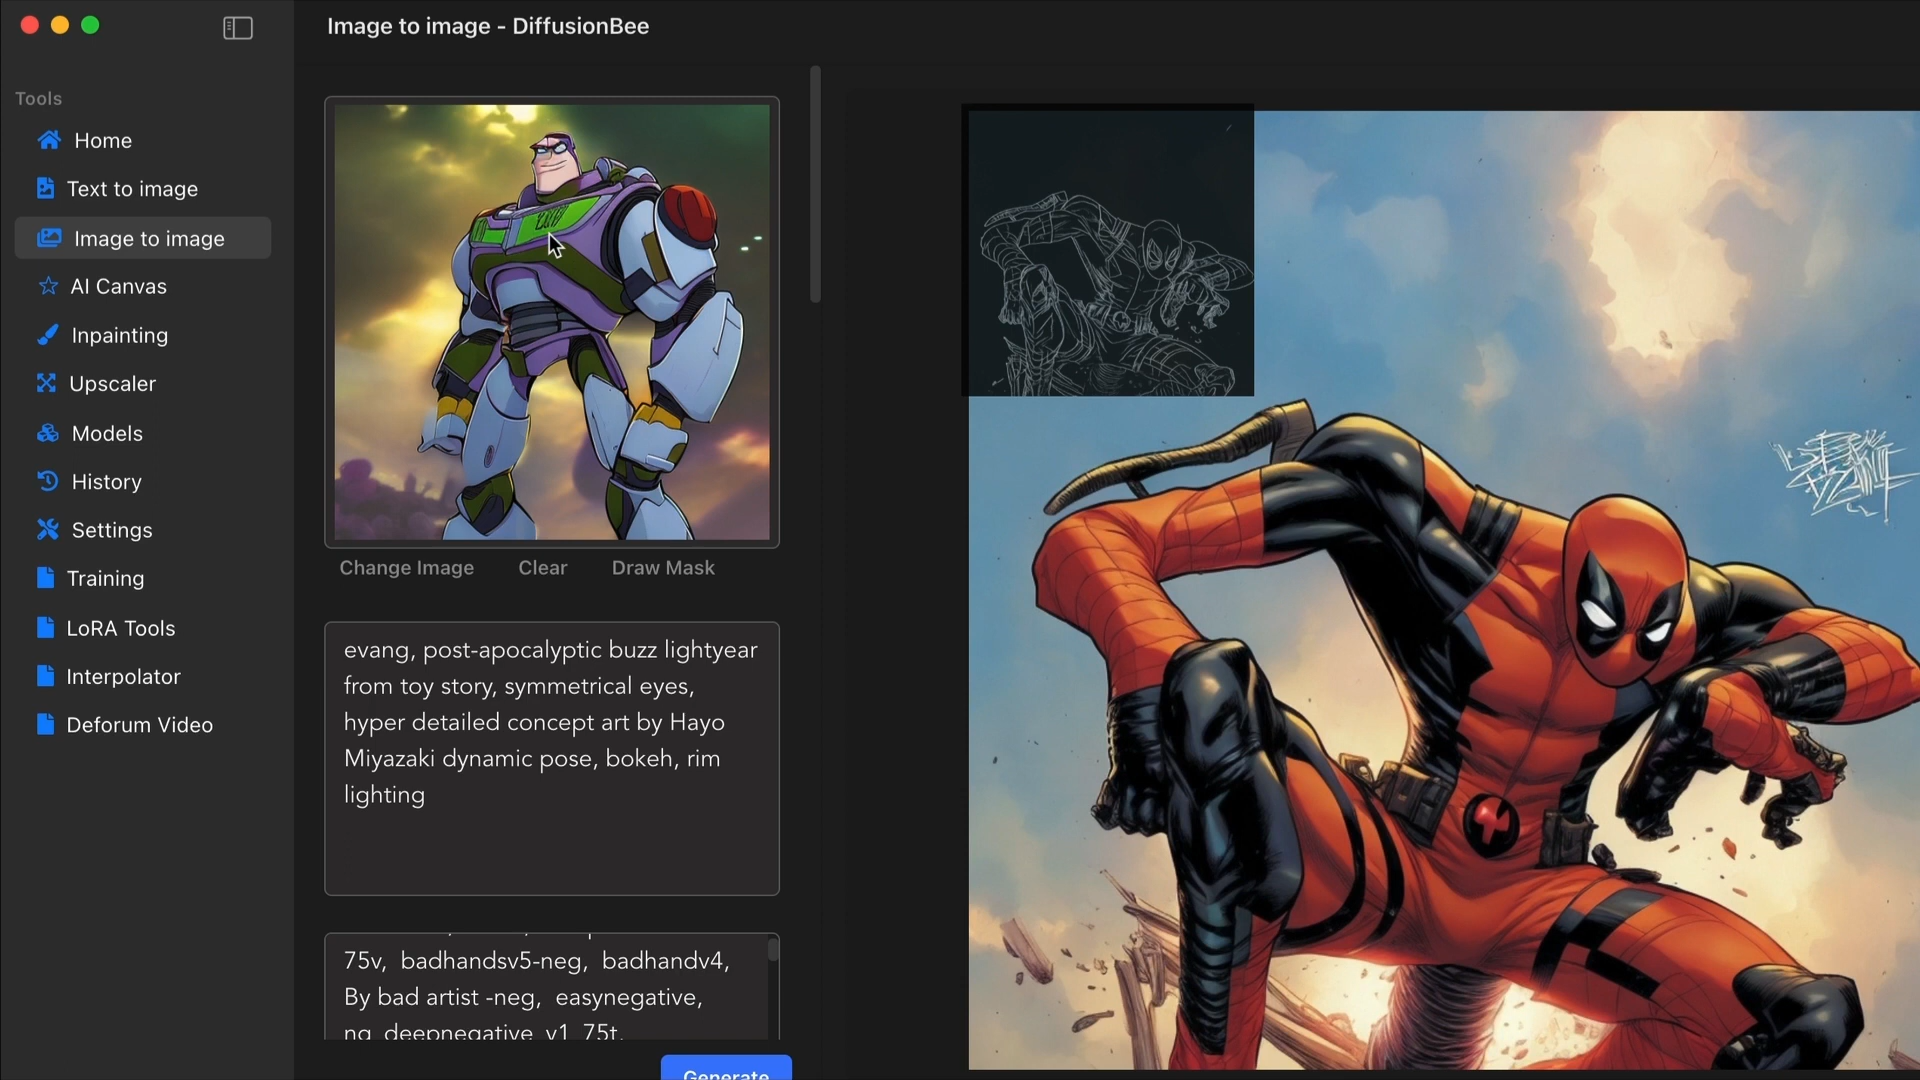 Image to image - DiffusionBee
Tools
Home
Text to image
Image to image
AI Canvas
Inpainting
Upscaler
Models
History
Settings
Training
LoRA Tools
Interpolator
Deforum Video
Change Image Clear Draw Mask
evang, post-apocalyptic buzz lightyear
from toy story, symmetrical eyes,
hyper detailed concept art by Hayo
Miyazaki dynamic pose, bokeh, rim
lighting
75v, badhandsv5-neg, badhandv4,
By bad artist -neg, easynegative,
ng_deepnegative_v1_75t,
Generate